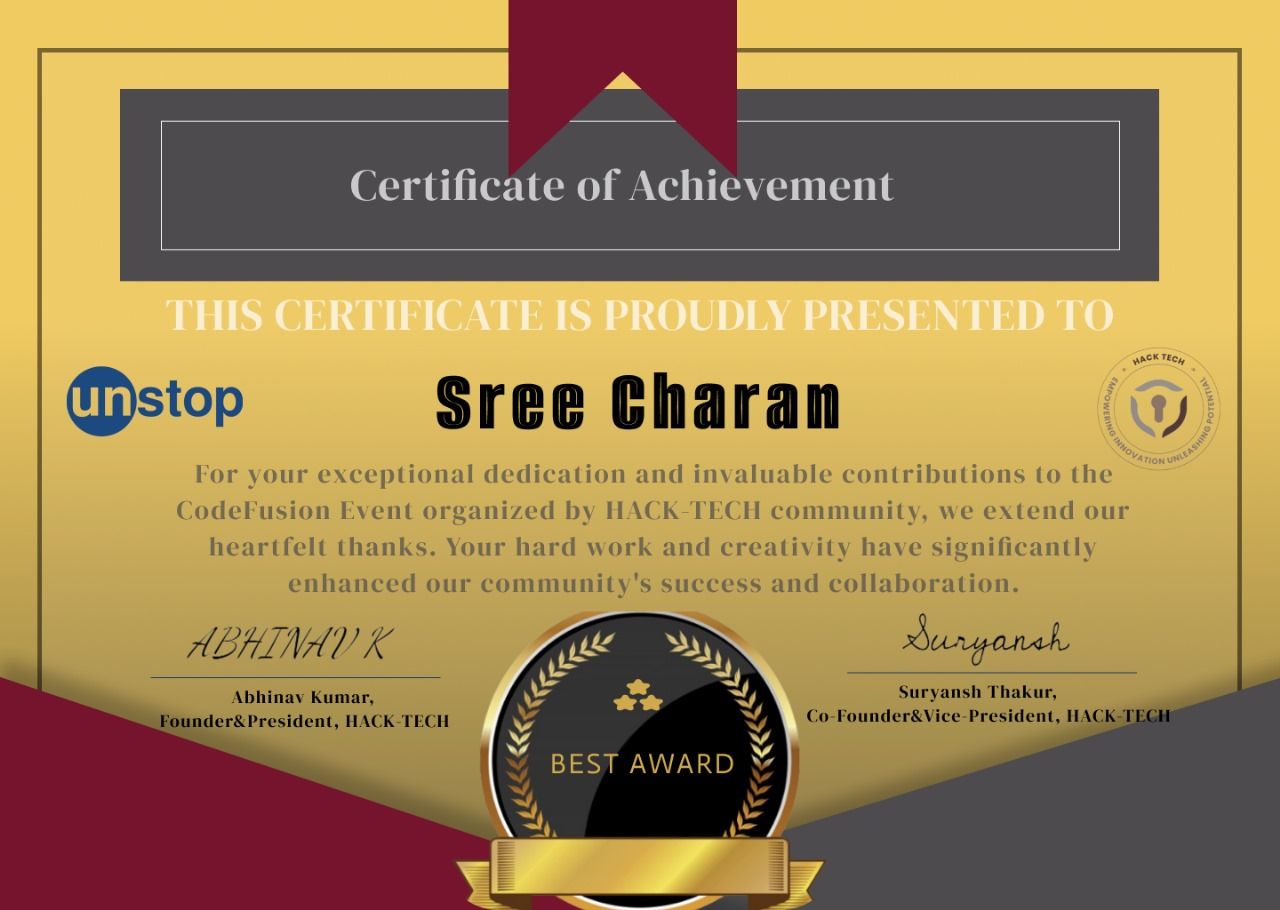 Certificate of Achievement
THIS CERTIFICATE IS PROUDLY PRESENTED TO
unstop
Sree Charan
HACK TECH
EMPOWERING INNOVATION UNLEASHING POTENTIAL
For your exceptional dedication and invaluable contributions to the
CodeFusion Event organized by HACK-TECH community, we extend our
heartfelt thanks. Your hard work and creativity have significantly
enhanced our community's success and collaboration.
ABHINAV K
Abhinav Kumar,
Founder&President, HACK-TECH
Suryansh
Suryansh Thakur,
Co-Founder&Vice-President, HACK-TECH
BEST AWARD